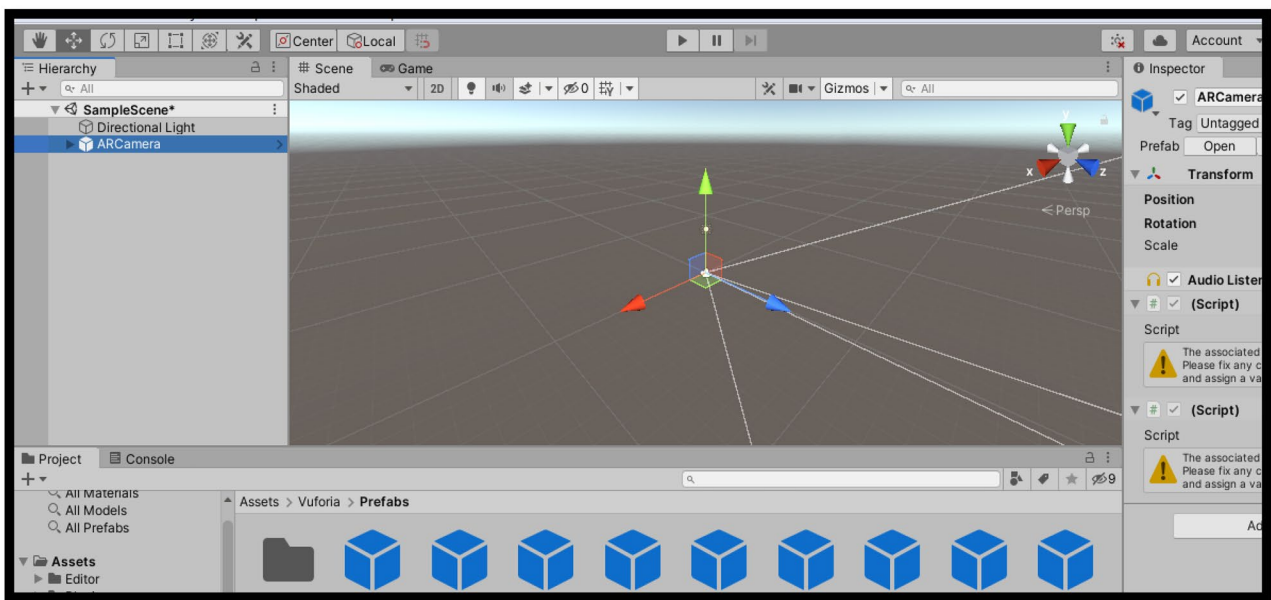 Center Local Account
Hierarchy
All
SampleScene*
Directional Light
ARCamera
Scene Game
Shaded 2D 0 Gizmos All
y
x z
Persp
Inspector
ARCamera
Tag Untagged
Prefab Open
Transform
Position
Rotation
Scale
Audio Listen
# (Script)
Script
The associated
Please fix any c
and assign a va
# (Script)
Script
The associated
Please fix any c
and assign a va
Ad
Project Console
9
All Materials
All Models
All Prefabs
Assets
Editor
Assets > Vuforia > Prefabs